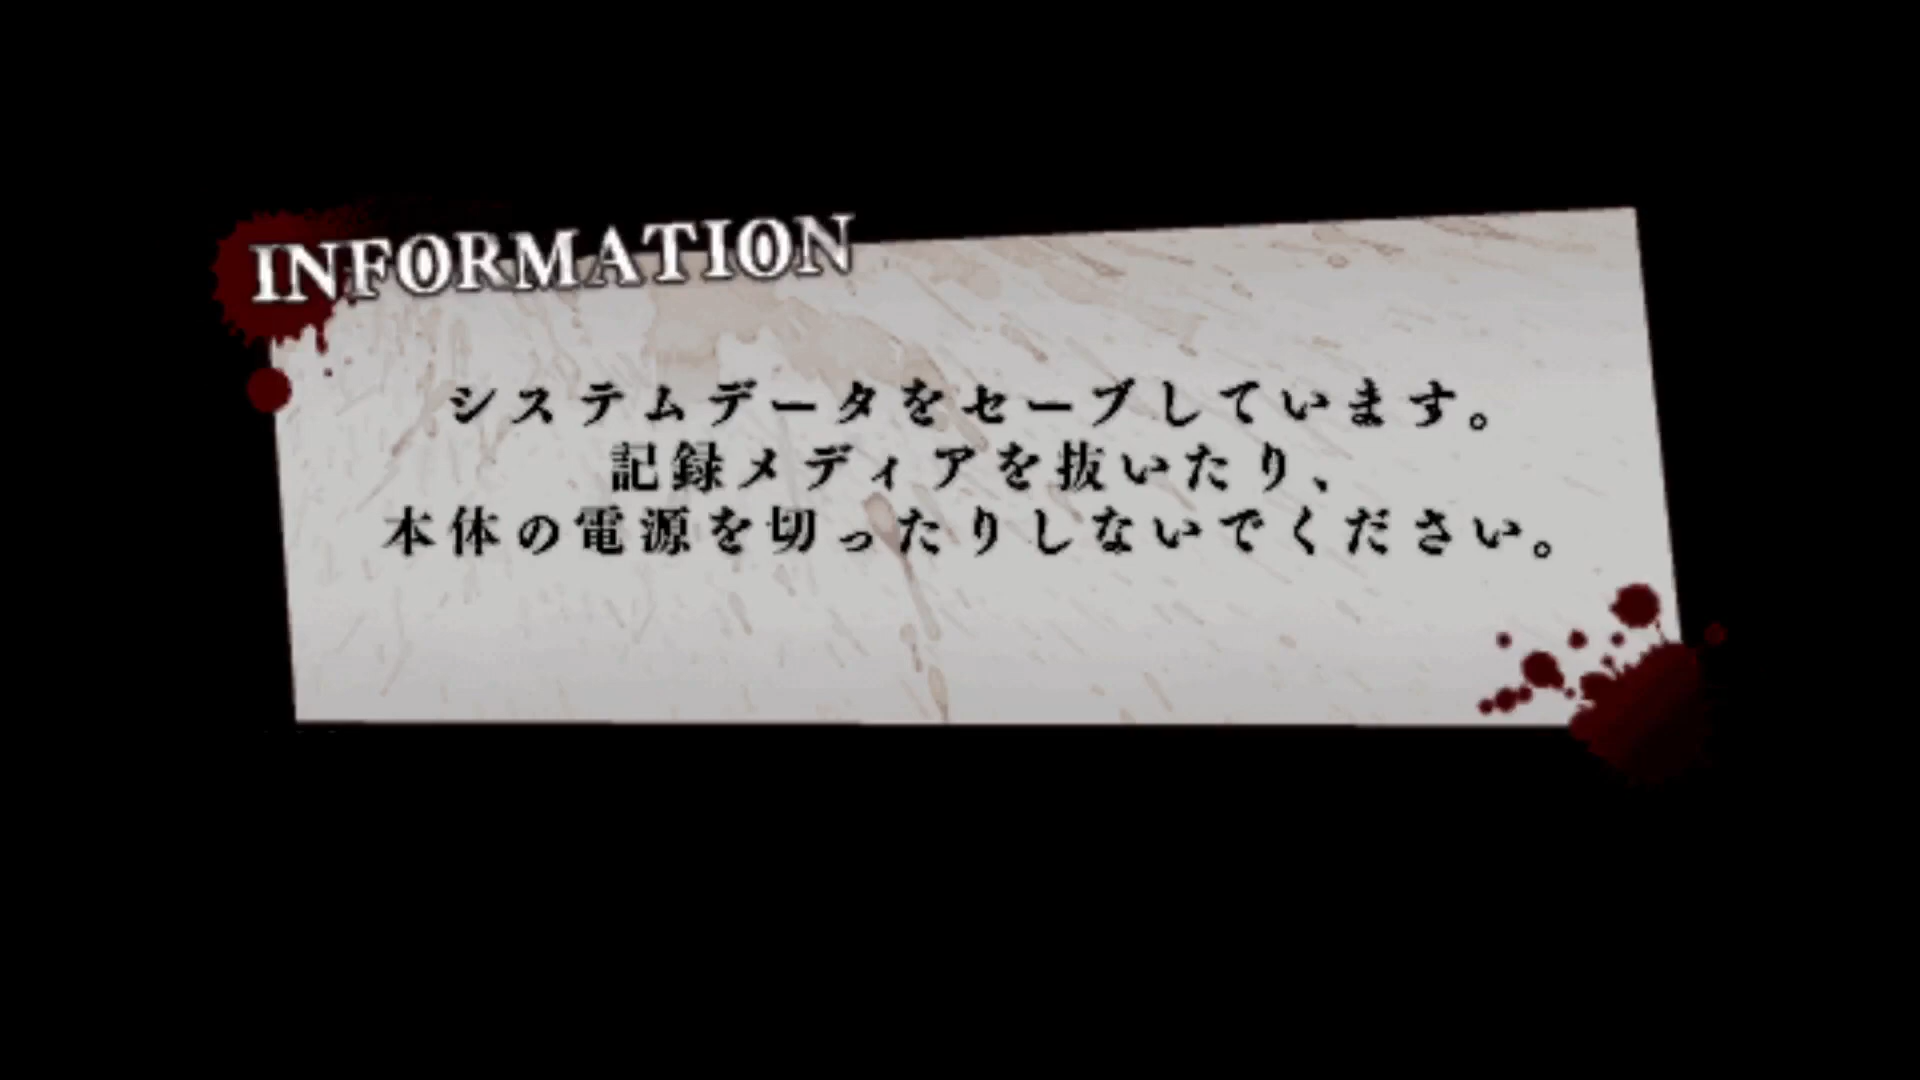 INFORMATION
システムデータをセーブしています。
記録メディアを抜いたり、
本体の電源を切ったりしないでください。